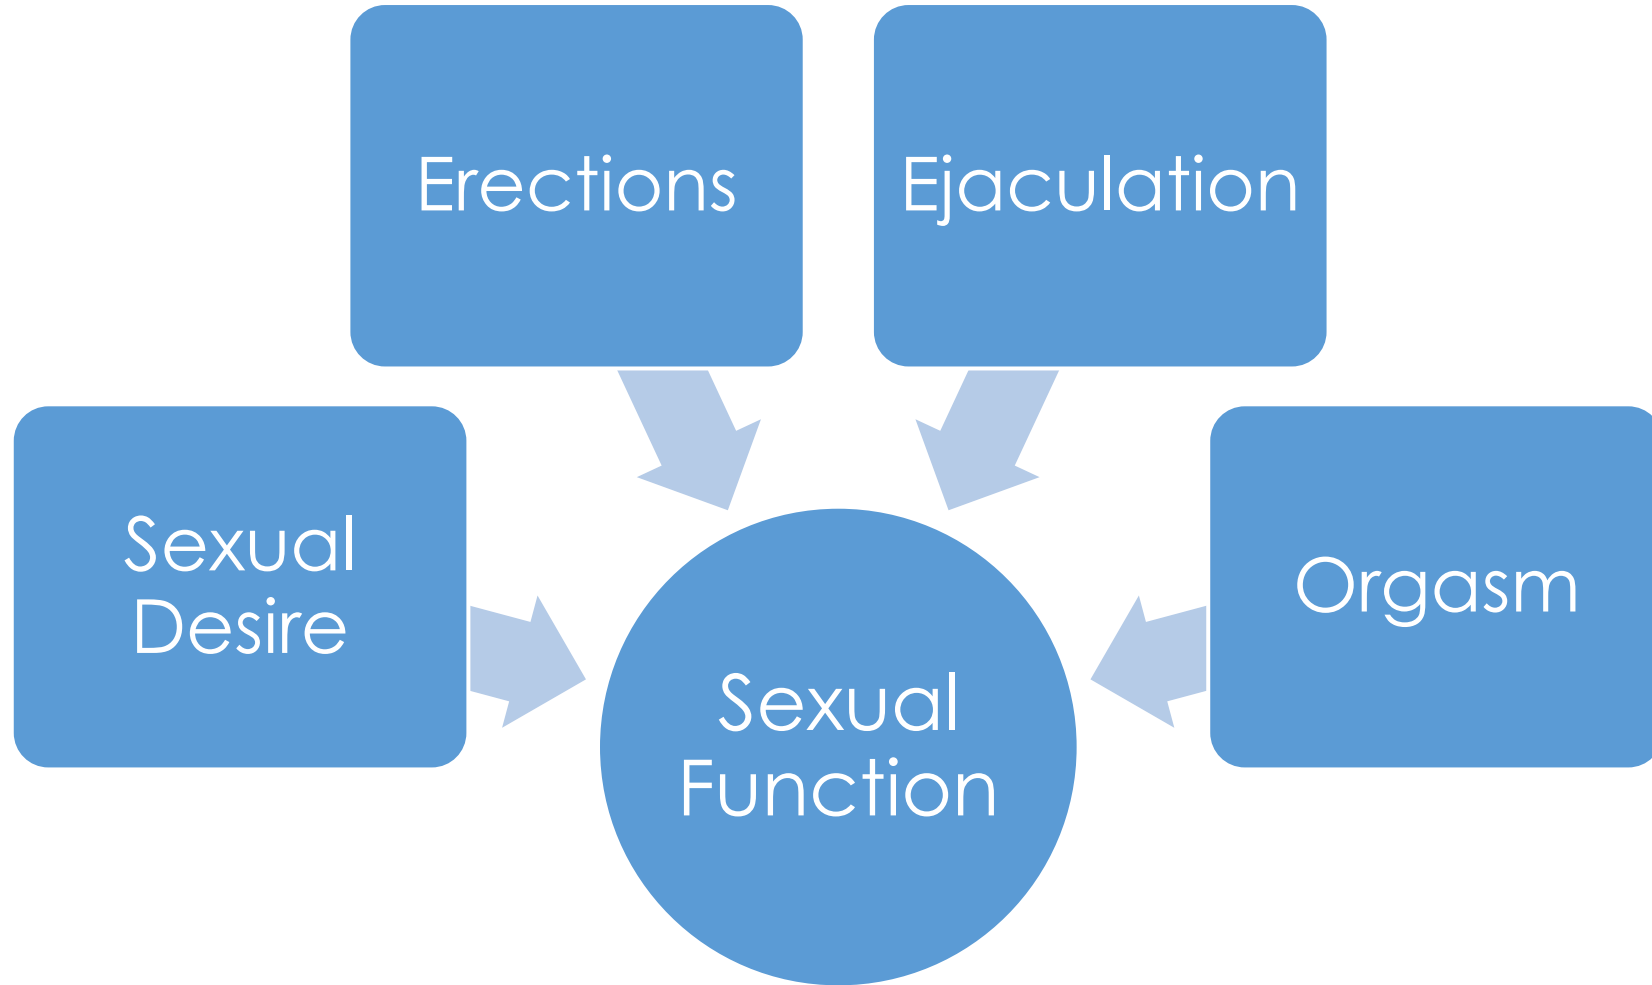 Erections
Ejaculation
Sexual
Desire
Orgasm
Sexual
Function